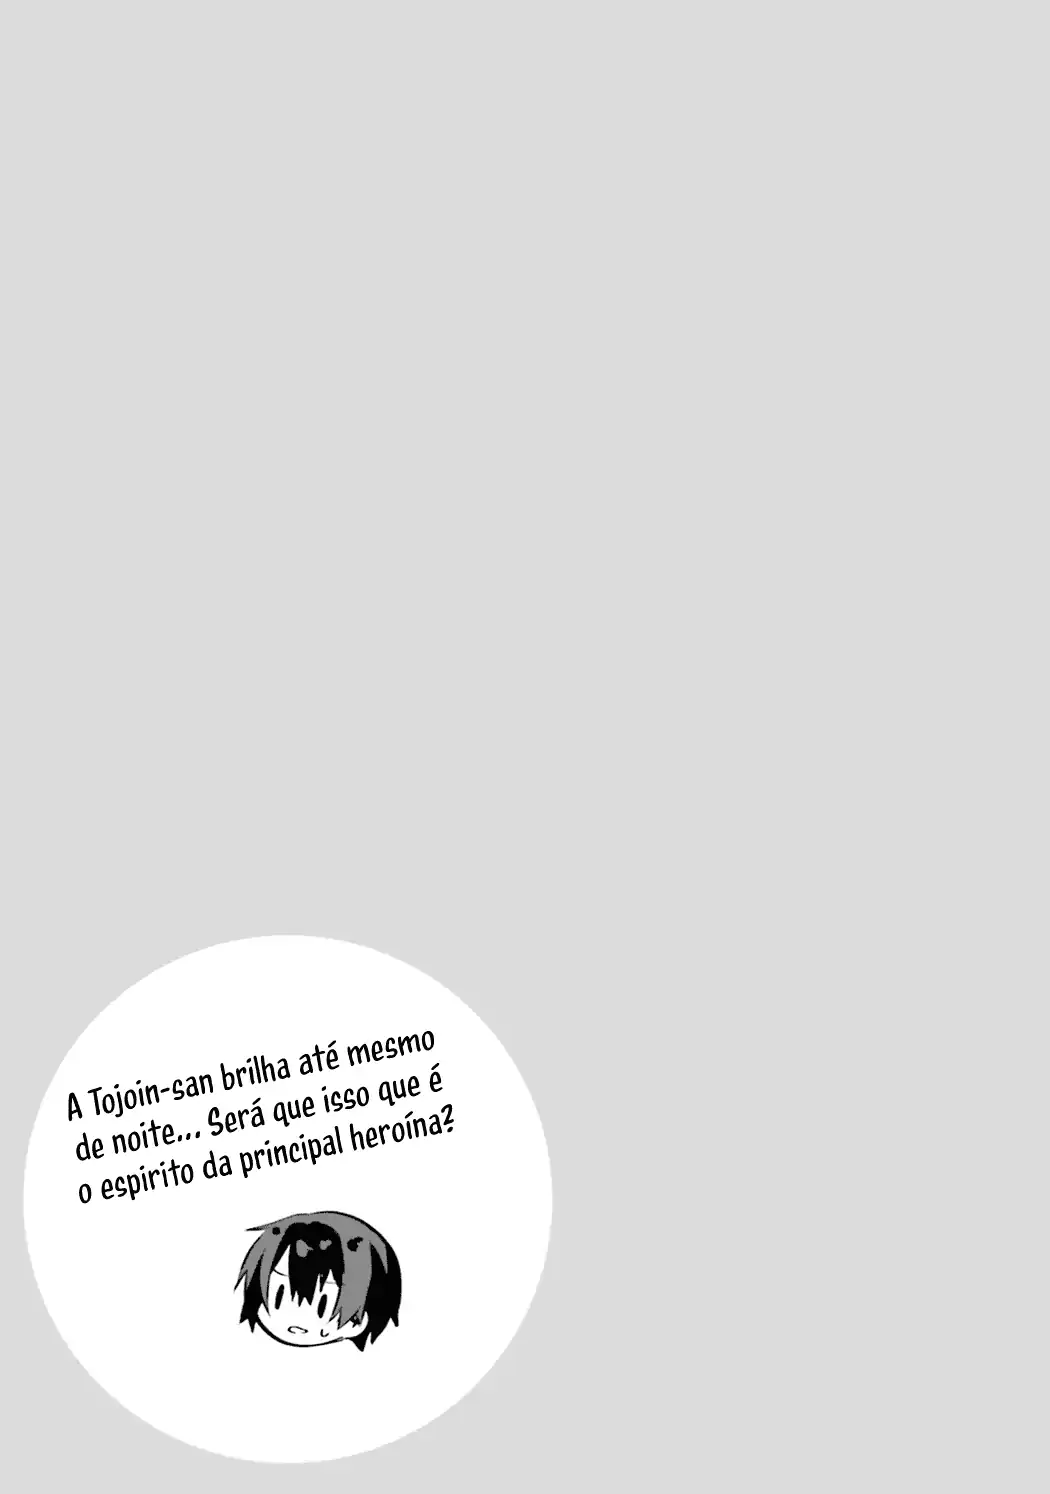 A Tojoin-san brilha até mesmo
de noite... Será que isso que é
o espirito da principal heroína?